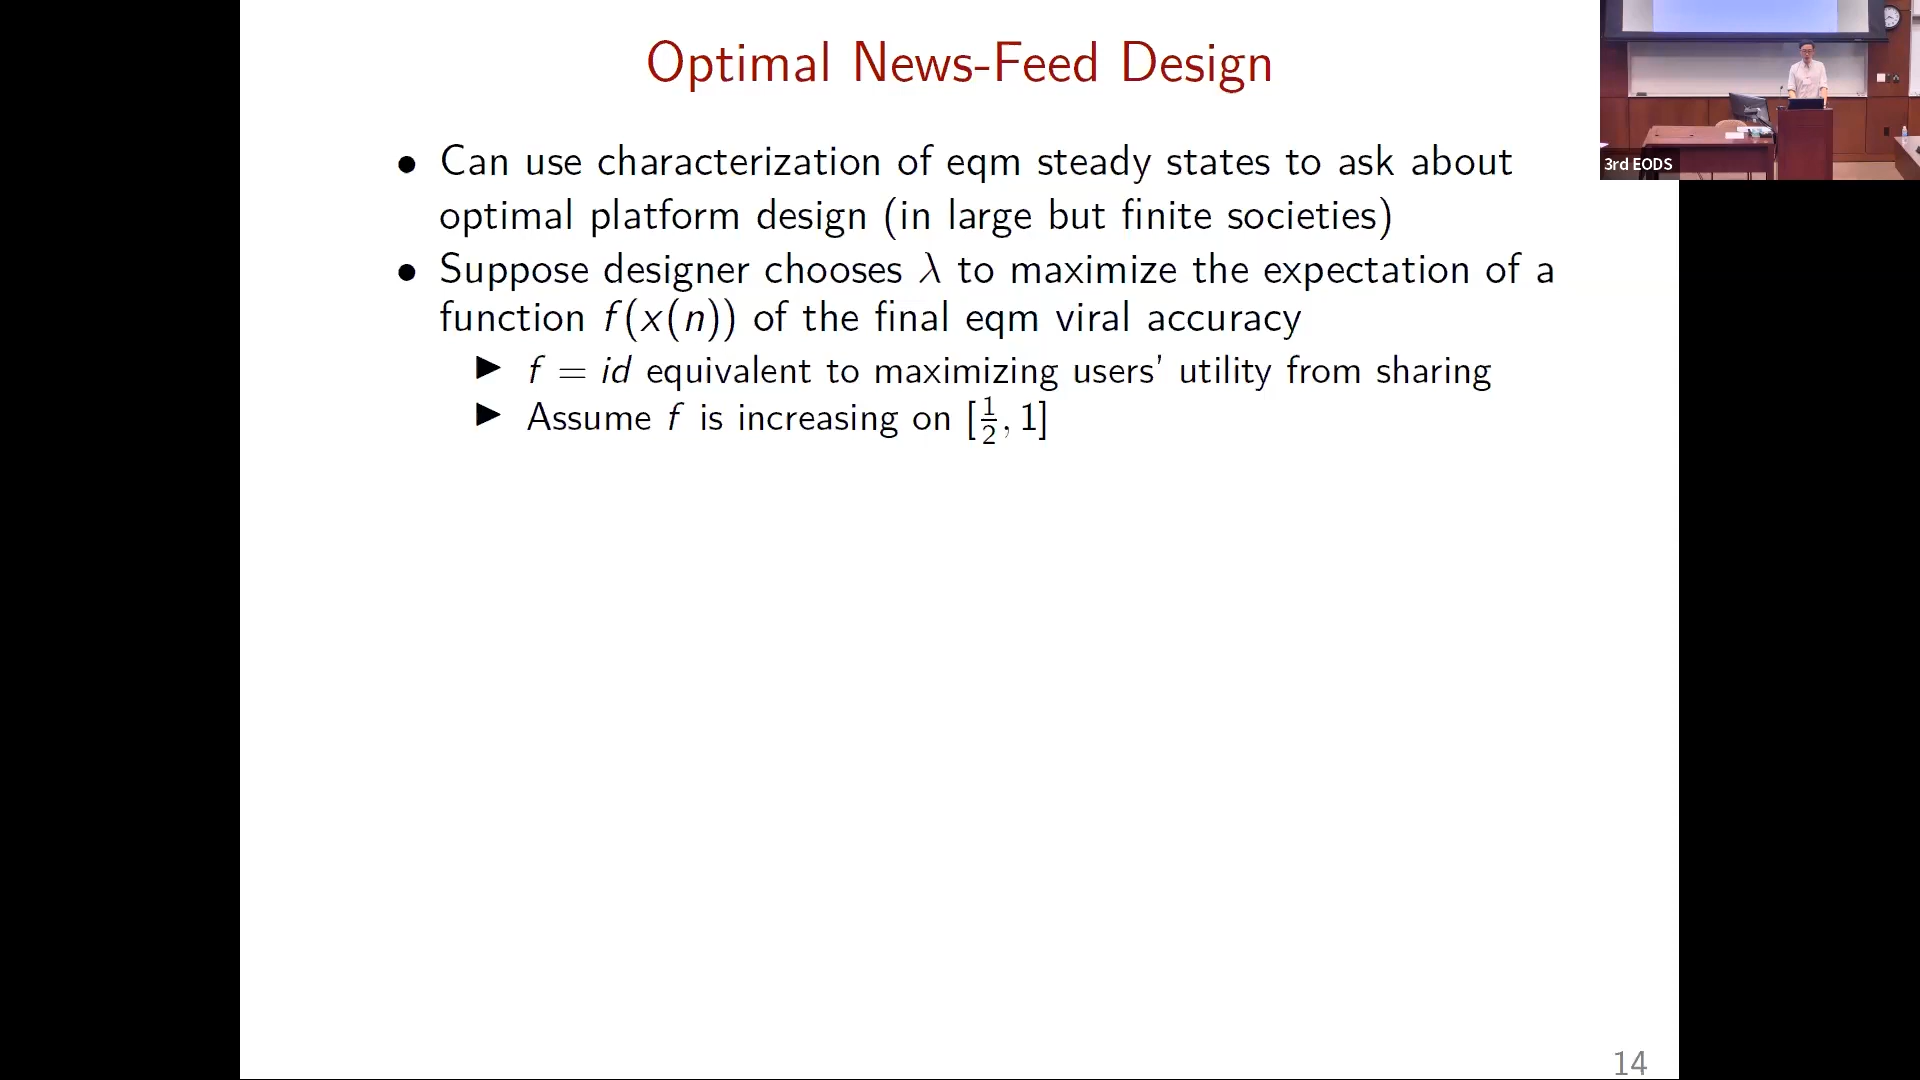 Optimal News-Feed Design
• Can use characterization of eqm steady states to ask about
optimal platform design (in large but finite societies)
• Suppose designer chooses λ to maximize the expectation of a
function f(x(n)) of the final eqm viral accuracy
▶ f = id equivalent to maximizing users' utility from sharing
▶ Assume f is increasing on [1/2, 1]
3rd EODS
14